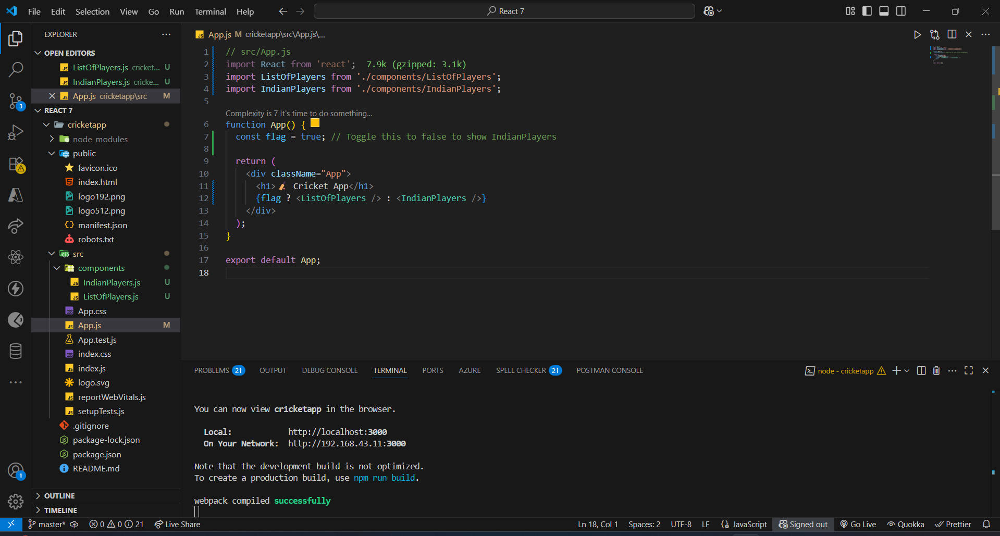 File Edit Selection View Go Run Terminal Help
React 7
EXPLORER
OPEN EDITORS
ListOfPlayers.js cricket... U
IndianPlayers.js cricke... U
App.js cricketapp\src M
REACT 7
cricketapp
node_modules
public
favicon.ico
index.html
logo192.png
logo512.png
manifest.json
robots.txt
src
components
IndianPlayers.js U
ListOfPlayers.js U
App.css
App.js M
App.test.js
index.css
index.js
logo.svg
reportWebVitals.js
setupTests.js
.gitignore
package-lock.json
package.json
README.md
OUTLINE
TIMELINE
3
1
App.js M cricketapp\src\App.js\...
1 // src/App.js
2 import React from 'react'; 7.9k (gzipped: 3.1k)
3 import ListOfPlayers from './components/ListOfPlayers';
4 import IndianPlayers from './components/IndianPlayers';
5
Complexity is 7 It's time to do something...
6 function App() {
7 const flag = true; // Toggle this to false to show IndianPlayers
8
9 return (
10 <div className="App">
11 <h1>🏏 Cricket App</h1>
12 {flag ? <ListOfPlayers /> : <IndianPlayers />}
13 </div>
14 );
15 }
16
17 export default App;
18
PROBLEMS 21 OUTPUT DEBUG CONSOLE TERMINAL PORTS AZURE SPELL CHECKER 21 POSTMAN CONSOLE
node - cricketapp
You can now view cricketapp in the browser.
Local: http://localhost:3000
On Your Network: http://192.168.43.11:3000
Note that the development build is not optimized.
To create a production build, use npm run build.
webpack compiled successfully
master* 0 0 21 Live Share
Ln 18, Col 1 Spaces: 2 UTF-8 LF JavaScript Signed out Go Live Quokka Prettier